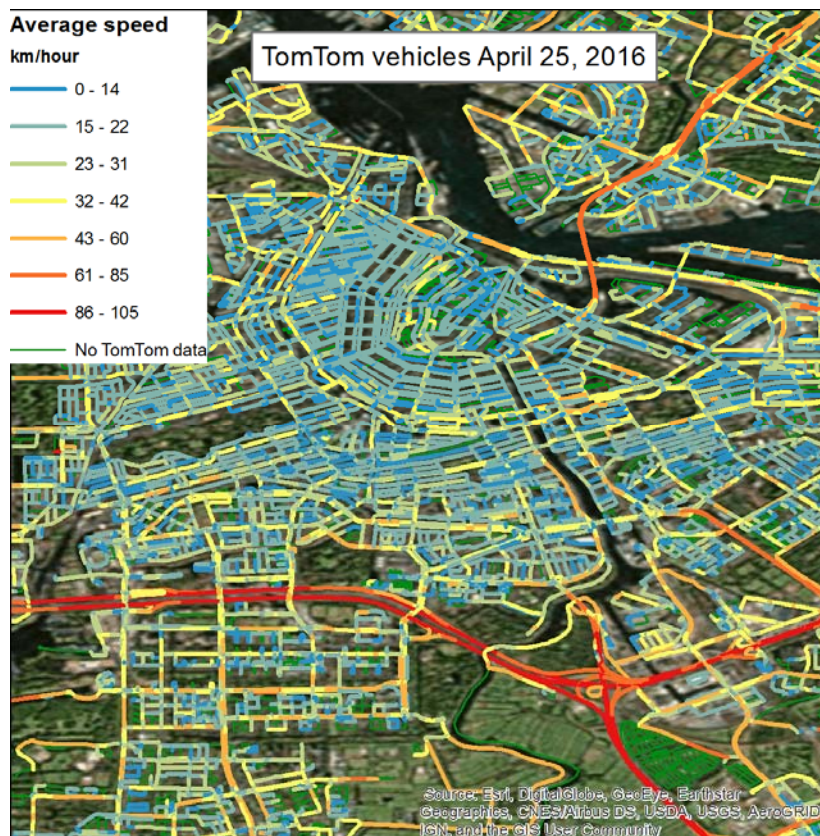 Average speed
km/hour
TomTom vehicles April 25, 2016
0 - 14
15 - 22
23 - 31
32 - 42
43 - 60
61 - 85
86 - 105
No TomTom data
Source: Esri, DigitalGlobe, GeoEye, Earthstar
Geographics, CNES/Airbus DS, USDA, USGS, AeroGRID
IGN, and the GIS User Community